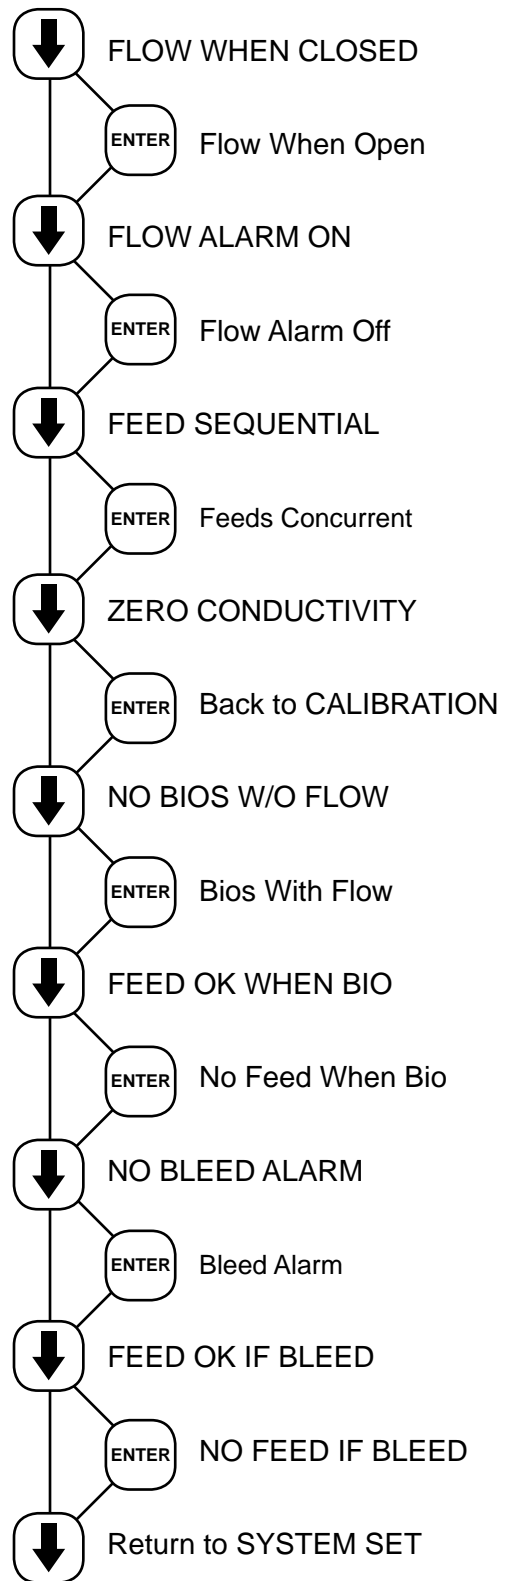 FLOW WHEN CLOSED
ENTER Flow When Open
FLOW ALARM ON
ENTER Flow Alarm Off
FEED SEQUENTIAL
ENTER Feeds Concurrent
ZERO CONDUCTIVITY
ENTER Back to CALIBRATION
NO BIOS W/O FLOW
ENTER Bios With Flow
FEED OK WHEN BIO
ENTER No Feed When Bio
NO BLEED ALARM
ENTER Bleed Alarm
FEED OK IF BLEED
ENTER NO FEED IF BLEED
Return to SYSTEM SET